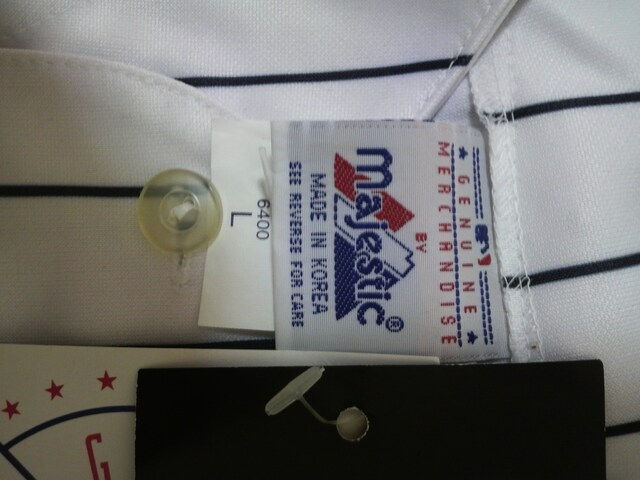 GENUINE
MERCHANDISE
BY
majestic®
MADE IN KOREA
SEE REVERSE FOR CARE
6400
L